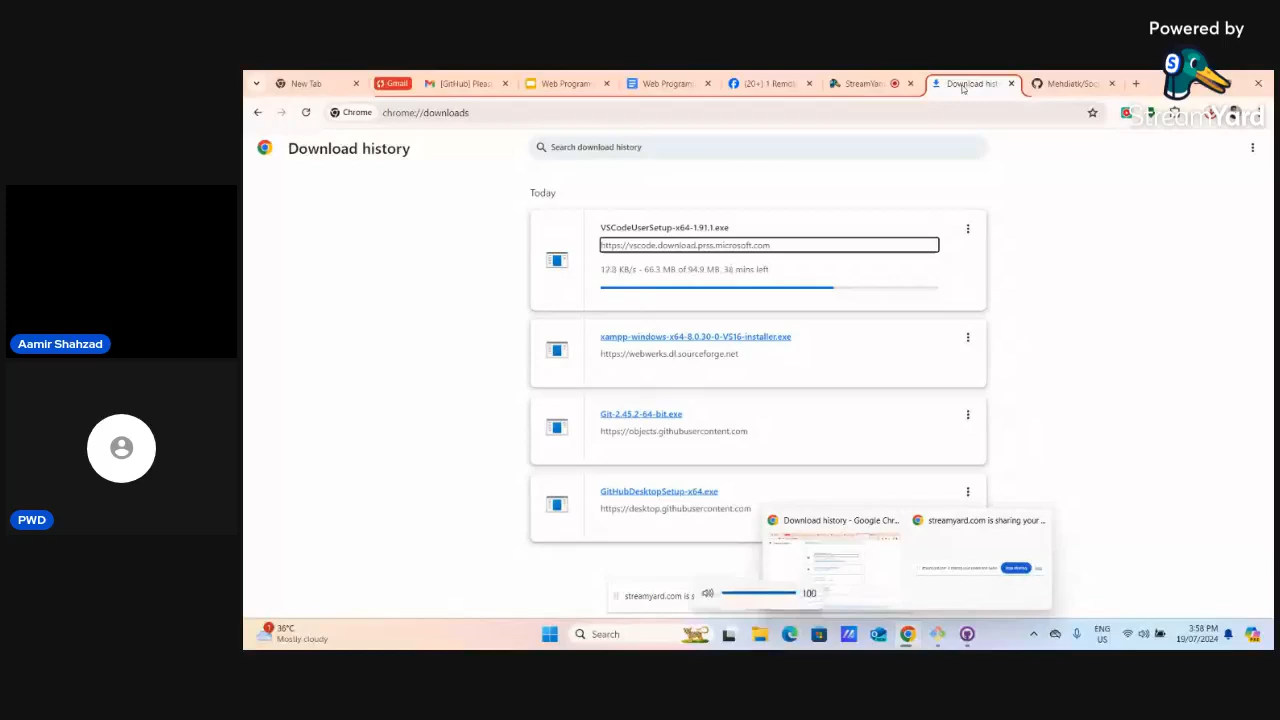 Powered by
StreamYard
New Tab
Gmail
[GitHub] Pleas
Web Program
Web Program
(20+) 1 Remo
StreamYar
Download hist
Mehdiatk/Soc
Chrome
chrome://downloads
Download history
Search download history
Today
VSCodeUserSetup-x64-1.91.1.exe
https://vscode.download.prss.microsoft.com
66.3 MB of 94.9 MB, 38 mins left
xampp-windows-x64-8.0.30-0-VS16-installer.exe
https://webwerks.dl.sourceforge.net
Git-2.45.2-64-bit.exe
https://objects.githubusercontent.com
GitHubDesktopSetup-x64.exe
https://desktop.githubusercontent.com
Aamir Shahzad
PWD
Download history - Google Chr...
streamyard.com is sharing your ...
streamyard.com is s
100
36°C
Mostly cloudy
Search
ENG
US
3:58 PM
19/07/2024